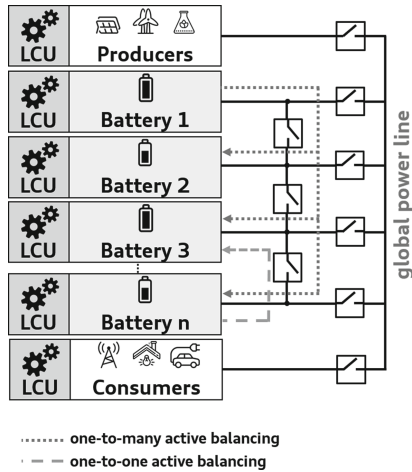 LCU
Producers
LCU
Battery 1
LCU
Battery 2
LCU
Battery 3
LCU
Battery n
LCU
Consumers
global power line
one-to-many active balancing
one-to-one active balancing